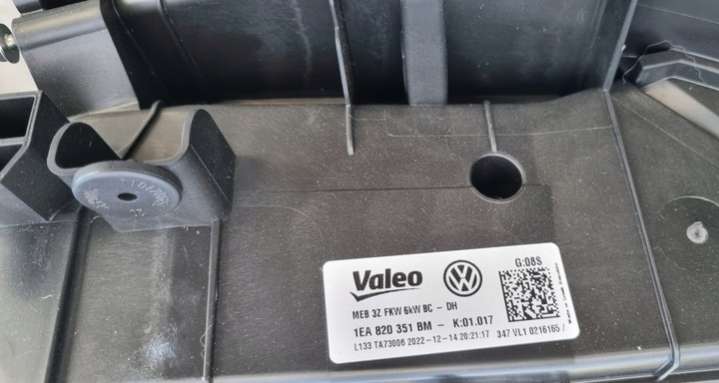 Valeo
G:08S
MEB 3Z FKW 6kW BC - DH
1EA 820 351 BM - K:01.017
L133 TA73006 2022-12-14 20:21:17 347 VL1 0216165 /